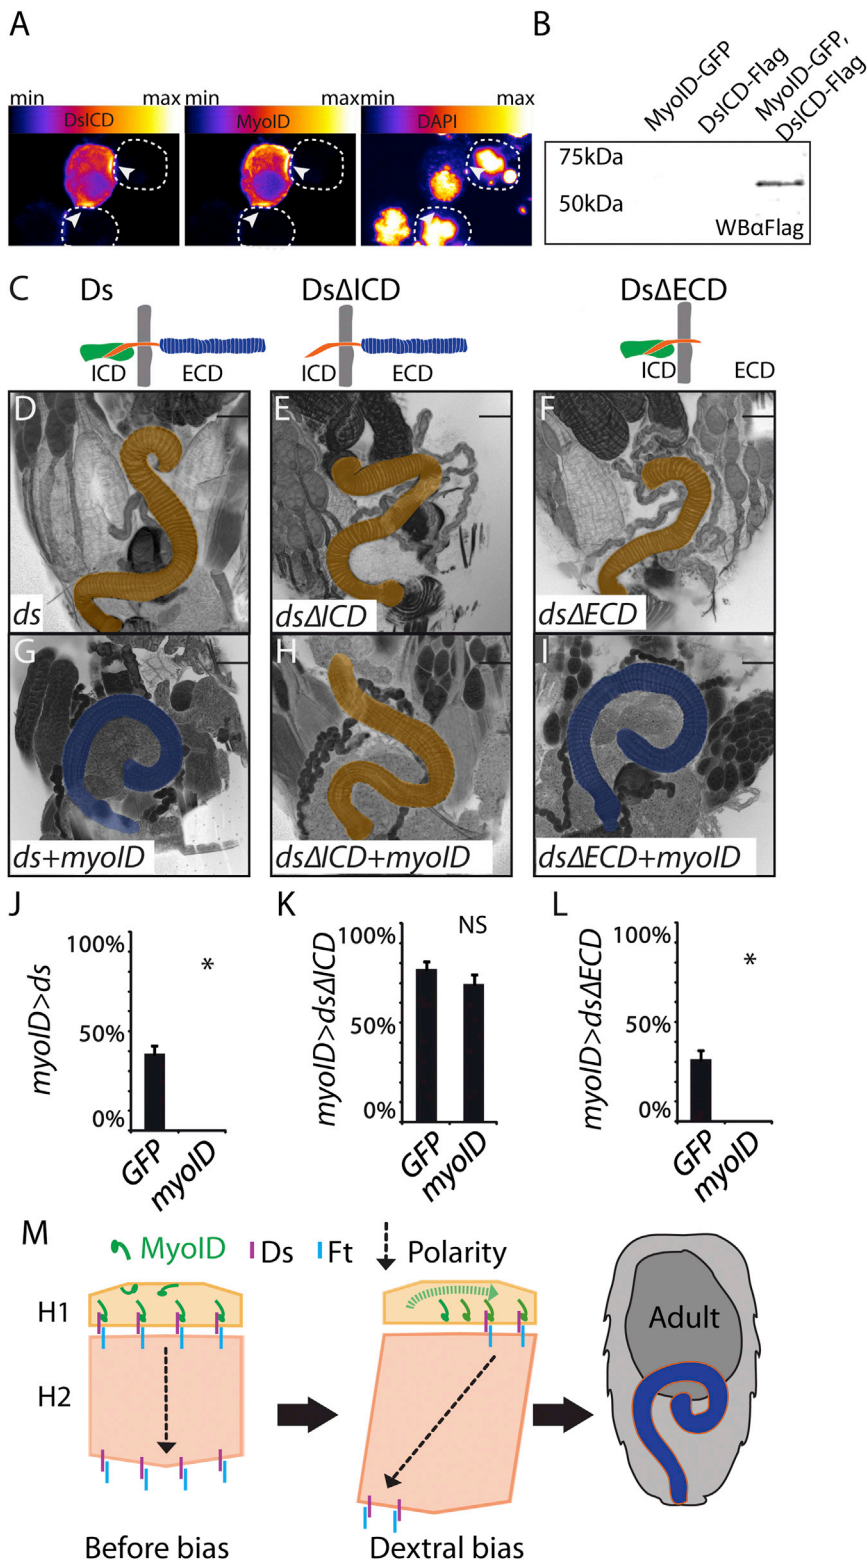 A
min max min max min max
DsICD MyoID DAPI
B
MyoID-GFP
DsICD-Flag
MyoID-GFP,
DsICD-Flag
75kDa
50kDa
WBαFlag
C Ds DsΔICD DsΔECD
ICD ECD ICD ECD ICD ECD
D E F
ds dsΔICD dsΔECD
G H I
ds+myoID dsΔICD+myoID dsΔECD+myoID
J
myoID>ds
100%
50%
0%
*
GFP
myoID
K
myoID>dsΔICD
100%
50%
0%
NS
GFP
myoID
L
myoID>dsΔECD
100%
50%
0%
*
GFP
myoID
M
MyoID Ds Ft Polarity
H1
H2
Adult
Before bias Dextral bias